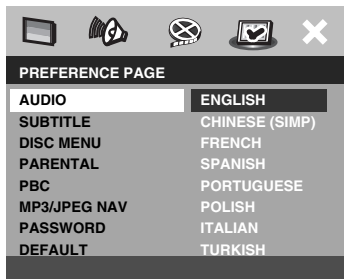 PREFERENCE PAGE
AUDIO ENGLISH
SUBTITLE CHINESE (SIMP)
DISC MENU FRENCH
PARENTAL SPANISH
PBC PORTUGUESE
MP3/JPEG NAV POLISH
PASSWORD ITALIAN
DEFAULT TURKISH